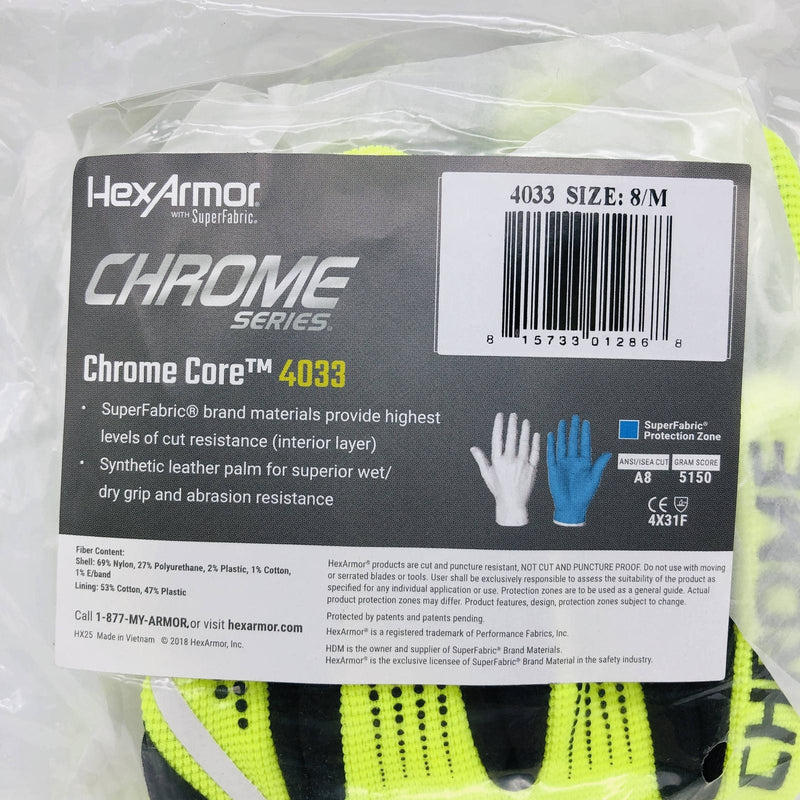 HexArmor®
WITH SuperFabric®
CHROME
SERIES®
Chrome Core™ 4033
• SuperFabric® brand materials provide highest
levels of cut resistance (interior layer)
• Synthetic leather palm for superior wet/
dry grip and abrasion resistance
4033 SIZE: 8/M
8 15733 01286 8
SuperFabric®
Protection Zone
ANSI/ISEA CUT GRAM SCORE
A8 5150
CE
4X31F
Fiber Content:
Shell: 69% Nylon, 27% Polyurethane, 2% Plastic, 1% Cotton,
1% E/band
Lining: 53% Cotton, 47% Plastic
Call 1-877-MY-ARMOR, or visit hexarmor.com
HX25 Made in Vietnam © 2018 HexArmor, Inc.
HexArmor® products are cut and puncture resistant, NOT CUT AND PUNCTURE PROOF. Do not use with moving
or serrated blades or tools. User shall be exclusively responsible to assess the suitability of the product as
specified for any individual application or use. Protection zones are to be used as a general guide. Actual
product protection zones may differ. Product features, design, protection zones subject to change.
Protected by patents and patents pending.
HexArmor® is a registered trademark of Performance Fabrics, Inc.
HDM is the owner and supplier of SuperFabric® Brand Materials.
HexArmor® is the exclusive licensee of SuperFabric® Brand Material in the safety industry.
CHROME